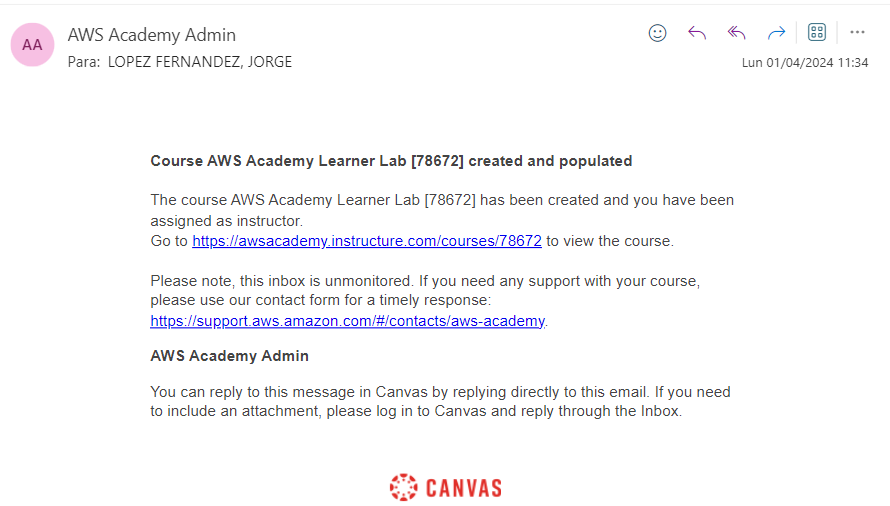 AA
AWS Academy Admin
Para: LOPEZ FERNANDEZ, JORGE
Lun 01/04/2024 11:34
Course AWS Academy Learner Lab [78672] created and populated
The course AWS Academy Learner Lab [78672] has been created and you have been
assigned as instructor.
Go to https://awsacademy.instructure.com/courses/78672 to view the course.
Please note, this inbox is unmonitored. If you need any support with your course,
please use our contact form for a timely response:
https://support.aws.amazon.com/#/contacts/aws-academy.
AWS Academy Admin
You can reply to this message in Canvas by replying directly to this email. If you need
to include an attachment, please log in to Canvas and reply through the Inbox.
CANVAS